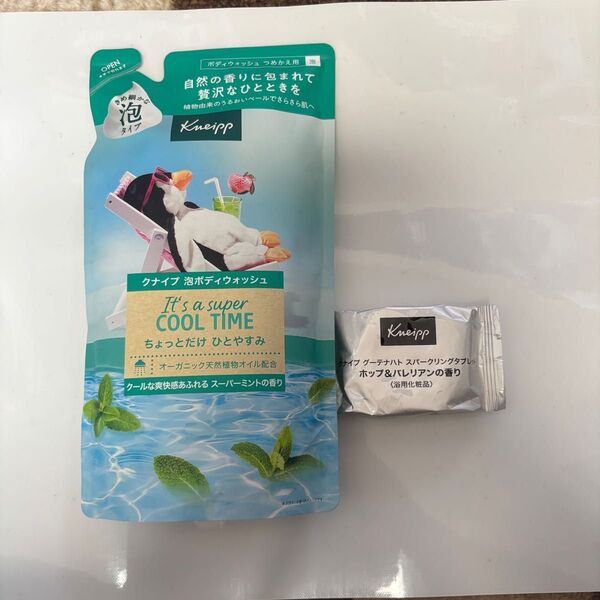 OPEN
きめ細かな
泡
タイプ
ボディウォッシュ つめかえ用 泡
自然の香りに包まれて
贅沢なひとときを
植物由来のうるおいベールでさらさら肌へ
Kneipp
クナイプ 泡ボディウォッシュ
It's a super
COOL TIME
ちょっとだけ ひとやすみ
オーガニック天然植物オイル配合
クールな爽快感あふれる スーパーミントの香り
Kneipp
クナイプ グーテナハト スパークリングタブレット
ホップ&バレリアンの香り
〈浴用化粧品〉